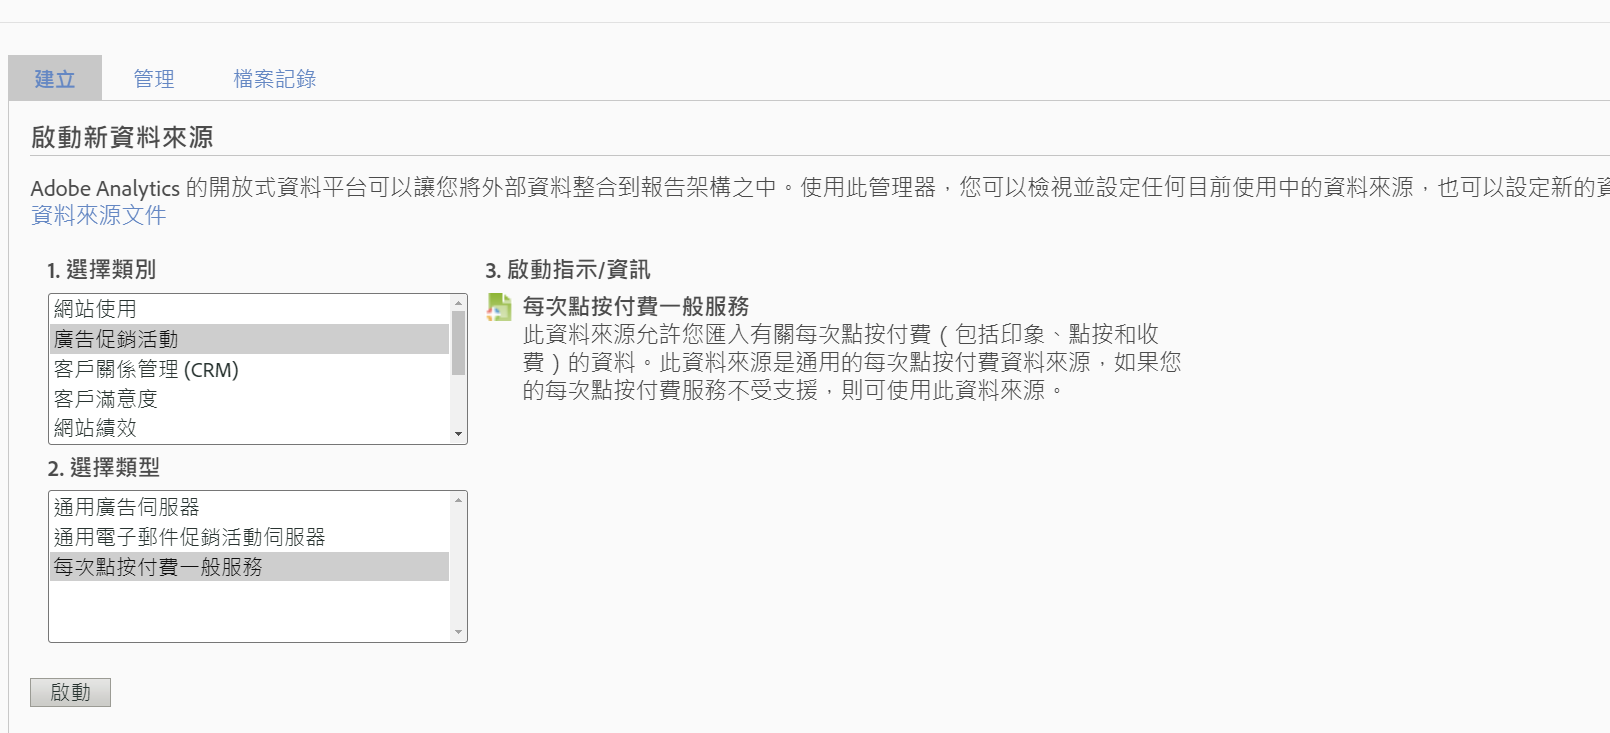 建立
管理
檔案記錄
啟動新資料來源
Adobe Analytics 的開放式資料平台可以讓您將外部資料整合到報告架構之中。使用此管理器，您可以檢視並設定任何目前使用中的資料來源，也可以設定新的資
資料來源文件
1. 選擇類別
網站使用
廣告促銷活動
客戶關係管理 (CRM)
客戶滿意度
網站績效
2. 選擇類型
通用廣告伺服器
通用電子郵件促銷活動伺服器
每次點按付費一般服務
3. 啟動指示/資訊
每次點按付費一般服務
此資料來源允許您匯入有關每次點按付費（包括印象、點按和收
費）的資料。此資料來源是通用的每次點按付費資料來源，如果您
的每次點按付費服務不受支援，則可使用此資料來源。
啟動